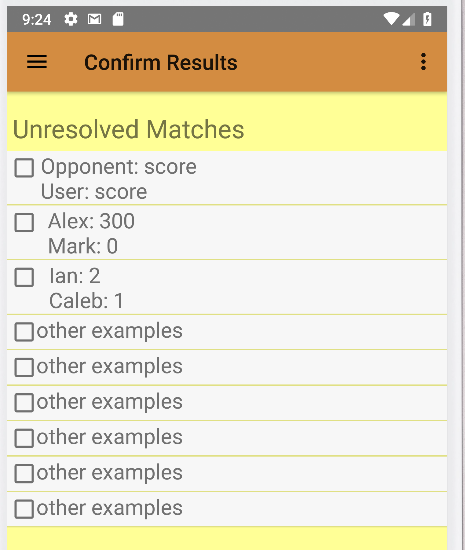 9:24
Confirm Results
Unresolved Matches
Opponent: score
User: score
Alex: 300
Mark: 0
Ian: 2
Caleb: 1
other examples
other examples
other examples
other examples
other examples
other examples